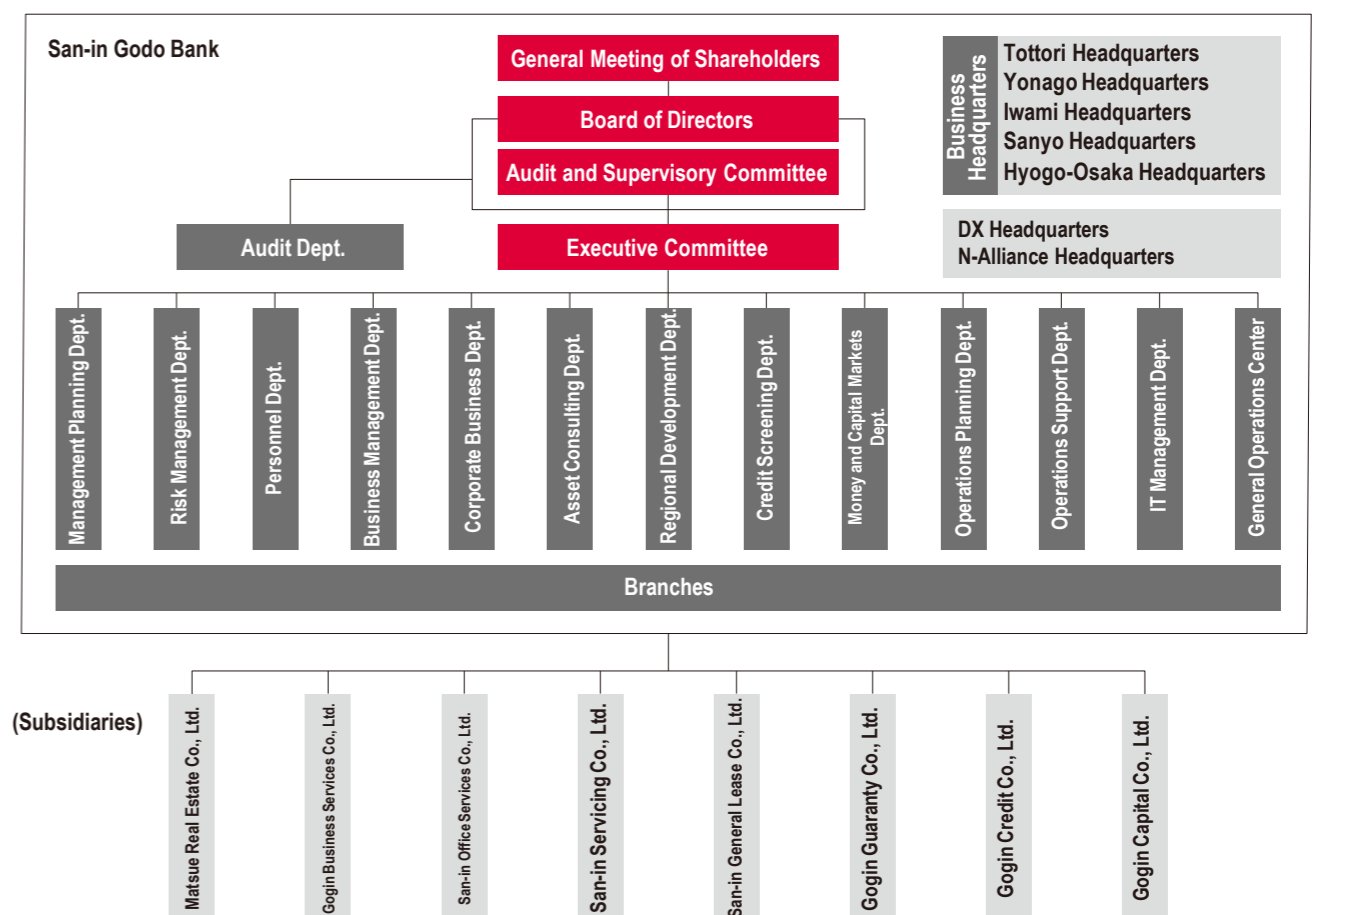 San-in Godo Bank
General Meeting of Shareholders
Board of Directors
Audit and Supervisory Committee
Audit Dept.
Executive Committee
Business
Headquarters
Tottori Headquarters
Yonago Headquarters
Iwami Headquarters
Sanyo Headquarters
Hyogo-Osaka Headquarters
DX Headquarters
N-Alliance Headquarters
Management Planning Dept.
Risk Management Dept.
Personnel Dept.
Business Management Dept.
Corporate Business Dept.
Asset Consulting Dept.
Regional Development Dept.
Credit Screening Dept.
Money and Capital Markets
Dept.
Operations Planning Dept.
Operations Support Dept.
IT Management Dept.
General Operations Center
Branches
(Subsidiaries)
Matsue Real Estate Co., Ltd.
Gogin Business Services Co., Ltd.
San-in Office Services Co., Ltd.
San-in Servicing Co., Ltd.
San-in General Lease Co., Ltd.
Gogin Guaranty Co., Ltd.
Gogin Credit Co., Ltd.
Gogin Capital Co., Ltd.